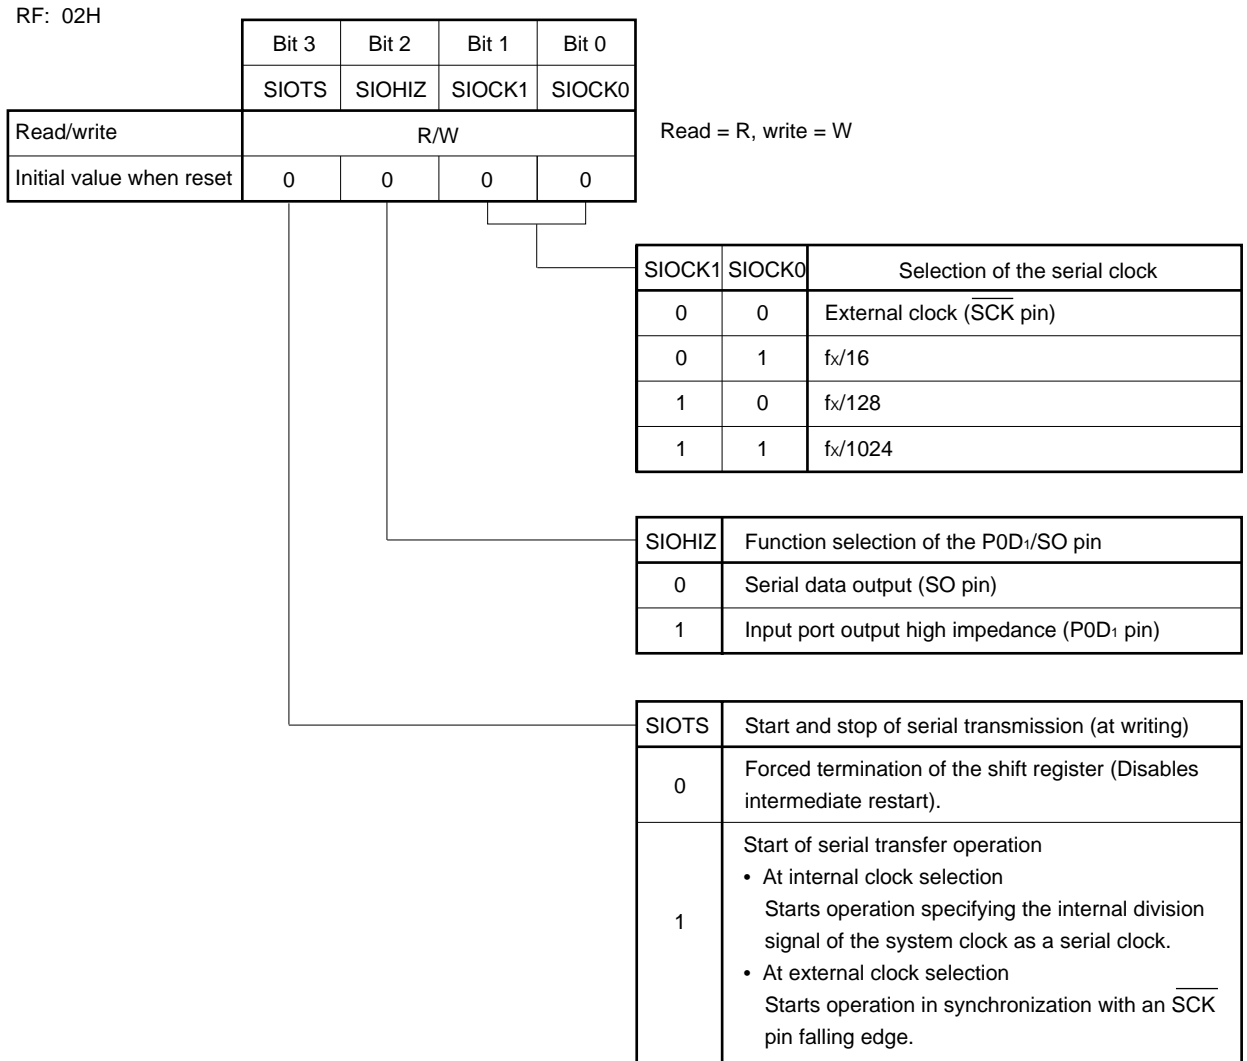 RF: 02H
Bit 3 Bit 2 Bit 1 Bit 0
SIOTS SIOHIZ SIOCK1 SIOCK0
Read/write R/W Read = R, write = W
Initial value when reset 0 0 0 0
SIOCK1 SIOCK0 Selection of the serial clock
0 0 External clock (S̅C̅K̅ pin)
0 1 fX/16
1 0 fX/128
1 1 fX/1024
SIOHIZ Function selection of the P0D₁/SO pin
0 Serial data output (SO pin)
1 Input port output high impedance (P0D₁ pin)
SIOTS Start and stop of serial transmission (at writing)
0 Forced termination of the shift register (Disables
intermediate restart).
1 Start of serial transfer operation
• At internal clock selection
Starts operation specifying the internal division
signal of the system clock as a serial clock.
• At external clock selection
Starts operation in synchronization with an S̅C̅K̅
pin falling edge.